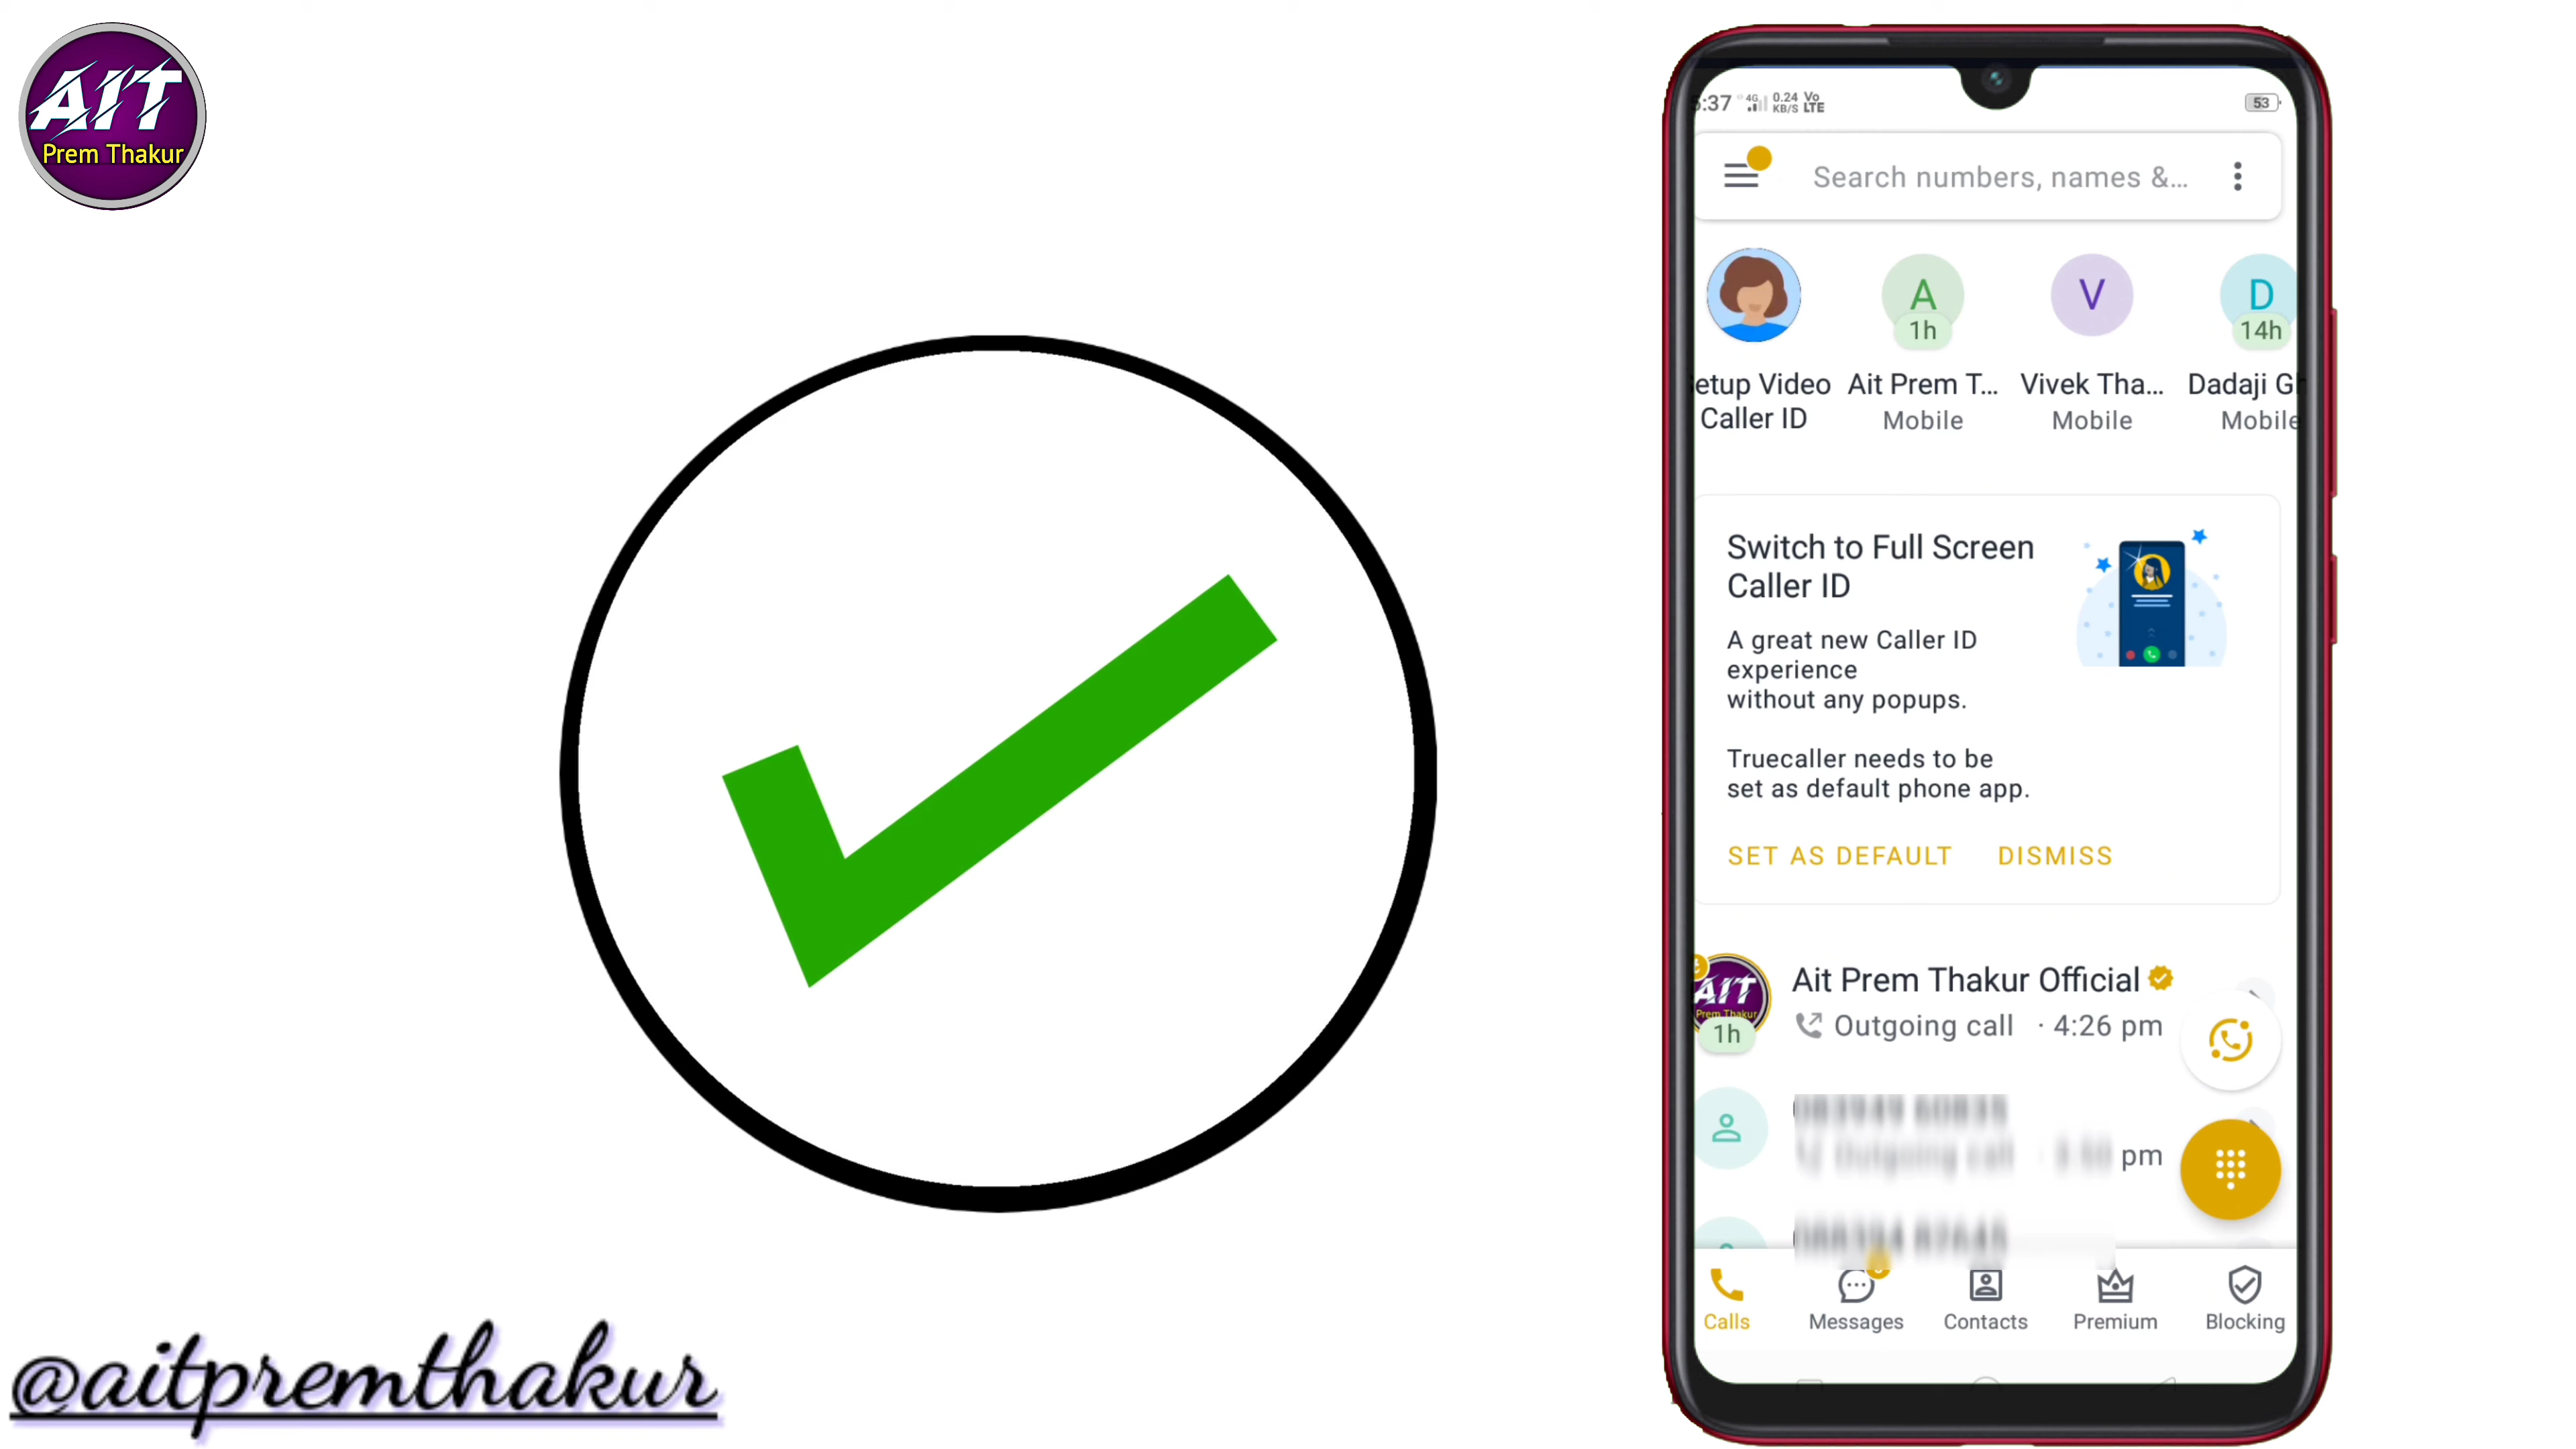 AIT
Prem Thakur
:37 4G 0.24 KB/S Vo LTE
53
Search numbers, names &...
A
1h
V
D
14h
etup Video
Caller ID
Ait Prem T...
Mobile
Vivek Tha...
Mobile
Dadaji G
Mobile
Switch to Full Screen
Caller ID
A great new Caller ID
experience
without any popups.
Truecaller needs to be
set as default phone app.
SET AS DEFAULT DISMISS
AIT
Prem Thakur
1h
Ait Prem Thakur Official
Outgoing call · 4:26 pm
pm
Calls
Messages
Contacts
Premium
Blocking
@aitpremthakur